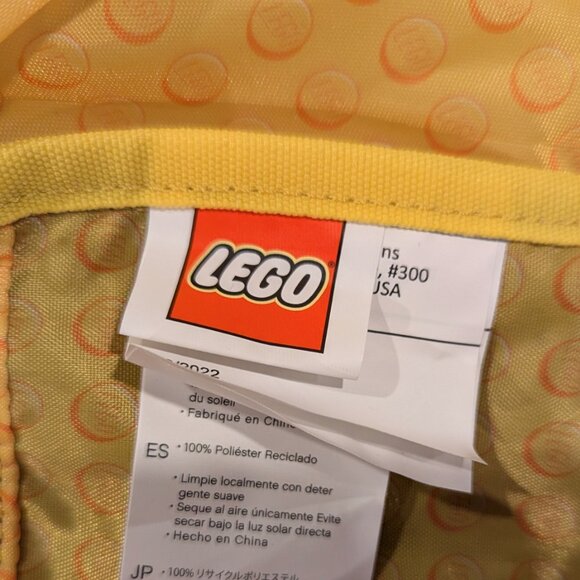 LEGO
®
ns
, #300
USA
/2022
du soleil
• Fabriqué en Chine
ES • 100% Poliéster Reciclado
• Limpie localmente con deter
gente suave
• Seque al aire únicamente Evite
secar bajo la luz solar directa
• Hecho en China
JP • 100% リサイクルポリエステル